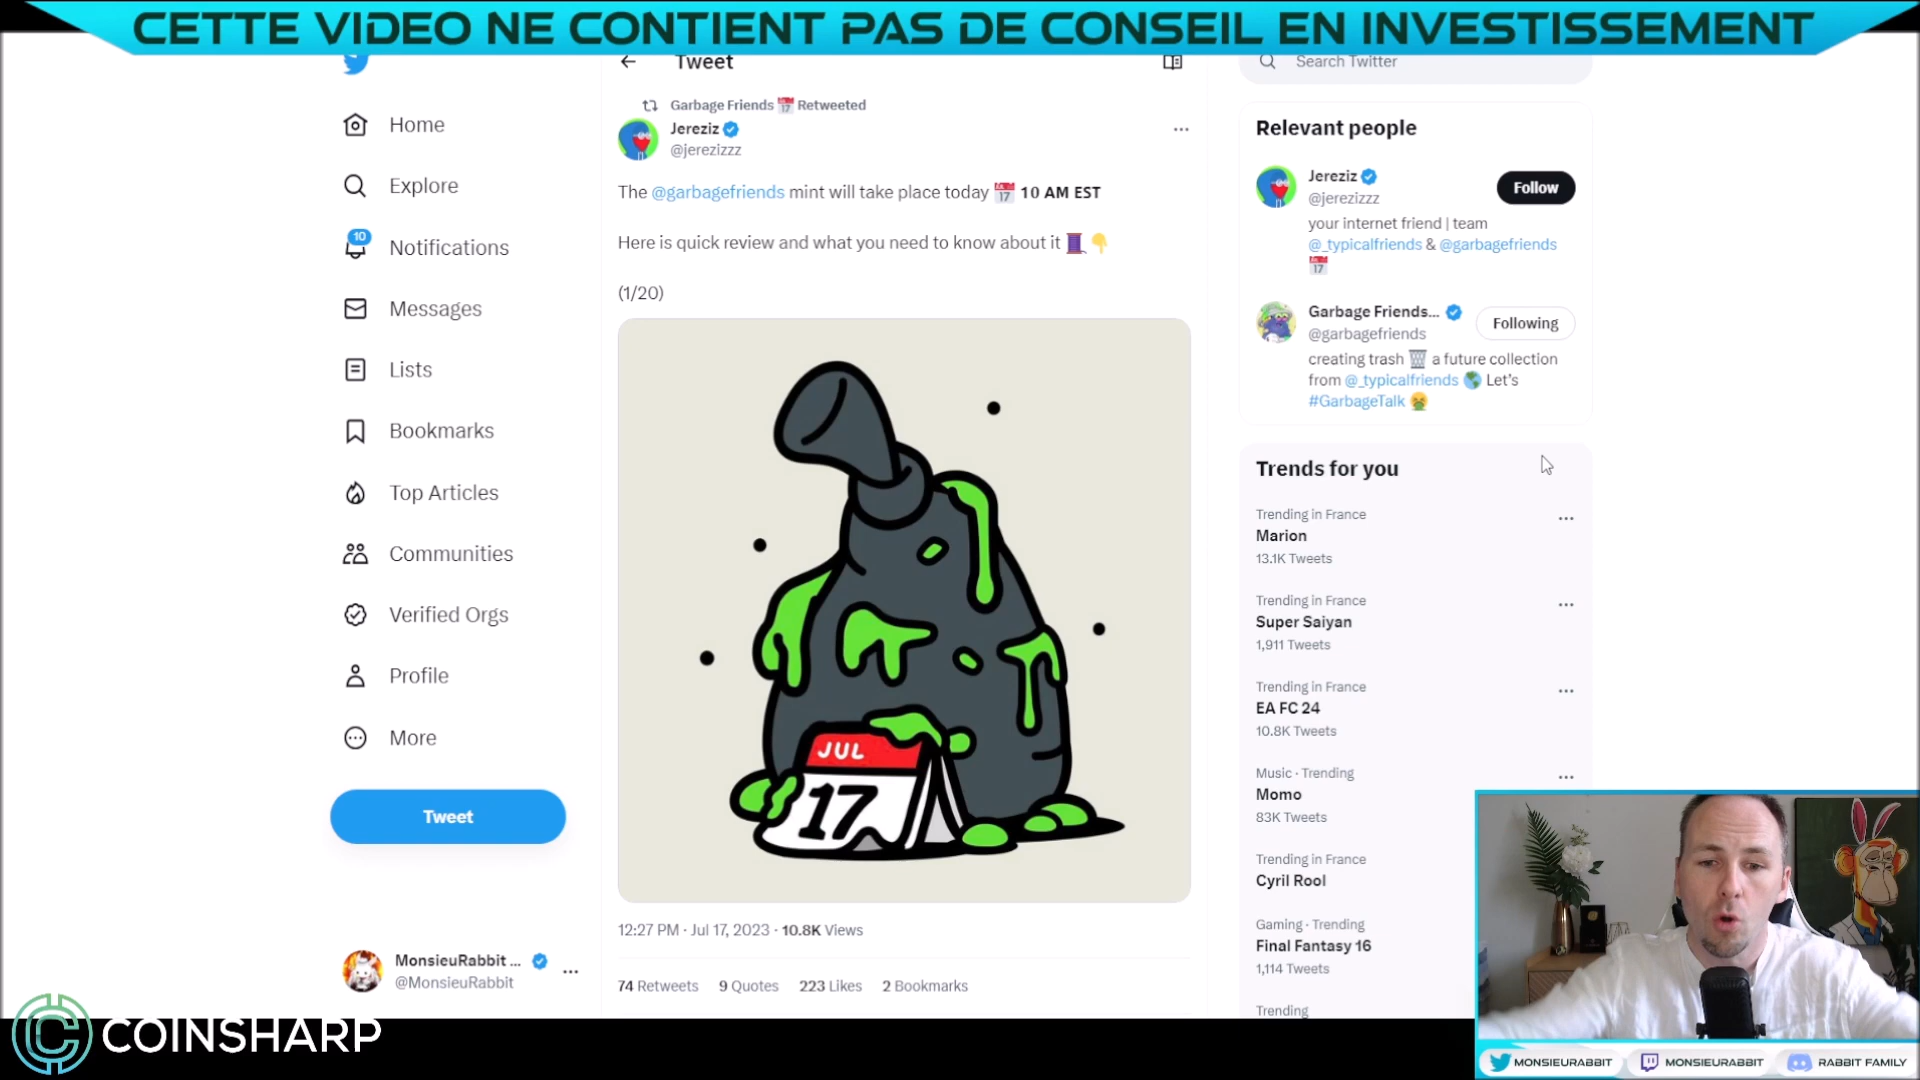 CETTE VIDEO NE CONTIENT PAS DE CONSEIL EN INVESTISSEMENT
Home
Explore
10
Notifications
Messages
Lists
Bookmarks
Top Articles
Communities
Verified Orgs
Profile
More
Tweet
MonsieuRabbit ...
@MonsieuRabbit
COINSHARP
Tweet
Garbage Friends 📅 Retweeted
Jereziz
@jerezizzz
The @garbagefriends mint will take place today 📅 10 AM EST
Here is quick review and what you need to know about it 🧵👇
(1/20)
JUL
17
12:27 PM · Jul 17, 2023 · 10.8K Views
74 Retweets 9 Quotes 223 Likes 2 Bookmarks
Search Twitter
Relevant people
Jereziz
@jerezizzz
Follow
your internet friend | team
@_typicalfriends & @garbagefriends
📅
Garbage Friends...
@garbagefriends
Following
creating trash 🗑️ a future collection
from @_typicalfriends 🌎 Let's
#GarbageTalk 🤮
Trends for you
Trending in France
Marion
13.1K Tweets
Trending in France
Super Saiyan
1,911 Tweets
Trending in France
EA FC 24
10.8K Tweets
Music · Trending
Momo
83K Tweets
Trending in France
Cyril Rool
Gaming · Trending
Final Fantasy 16
1,114 Tweets
Trending
MONSIEURABBIT
MONSIEURABBIT
RABBIT FAMILY